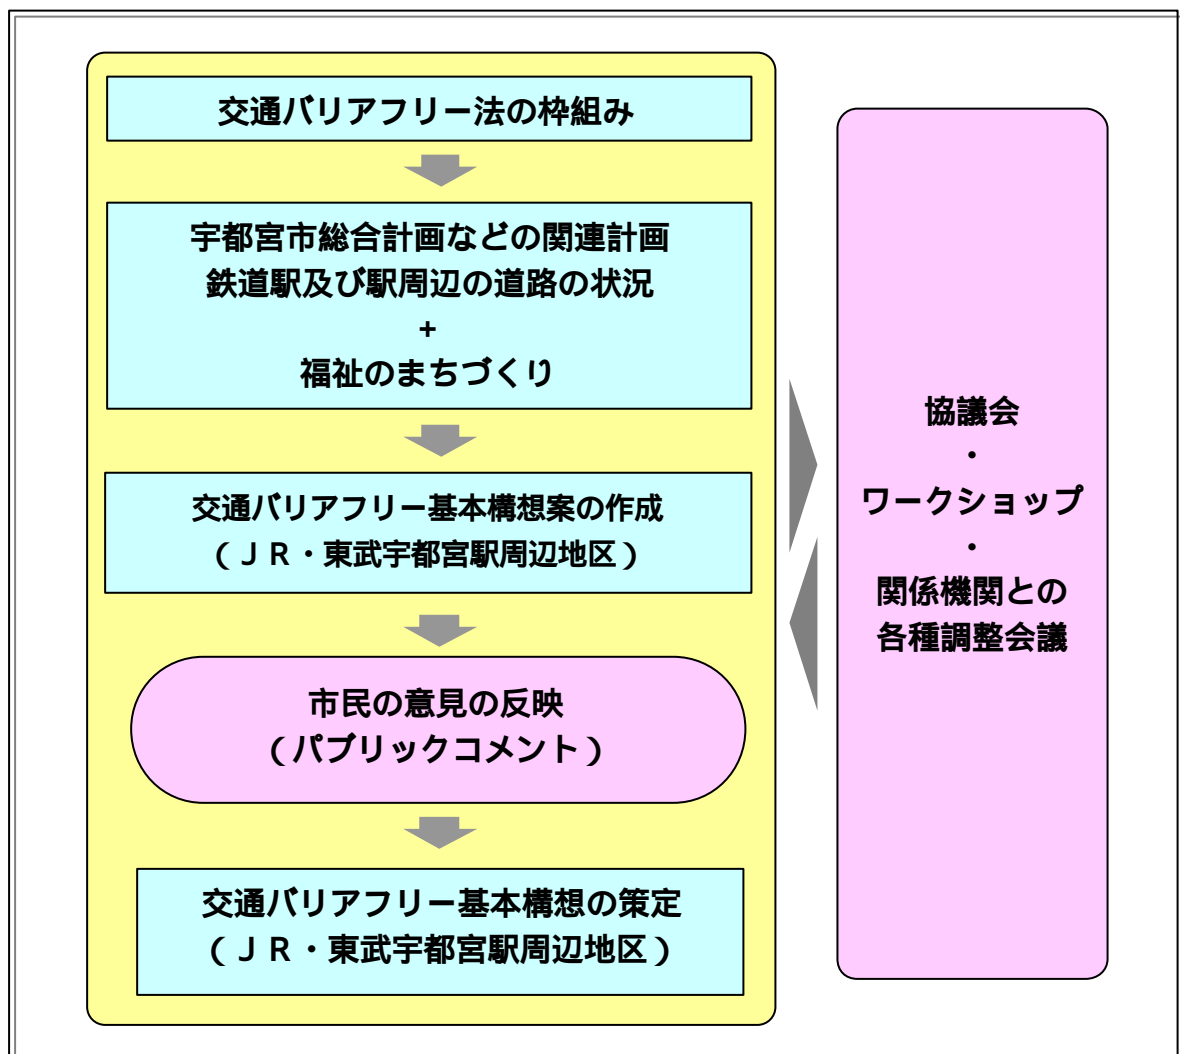 交通バリアフリー法の枠組み
宇都宮市総合計画などの関連計画
鉄道駅及び駅周辺の道路の状況
+
福祉のまちづくり
交通バリアフリー基本構想案の作成
（ＪＲ・東武宇都宮駅周辺地区）
市民の意見の反映
（パブリックコメント）
交通バリアフリー基本構想の策定
（ＪＲ・東武宇都宮駅周辺地区）
協議会
・
ワークショップ
・
関係機関との
各種調整会議